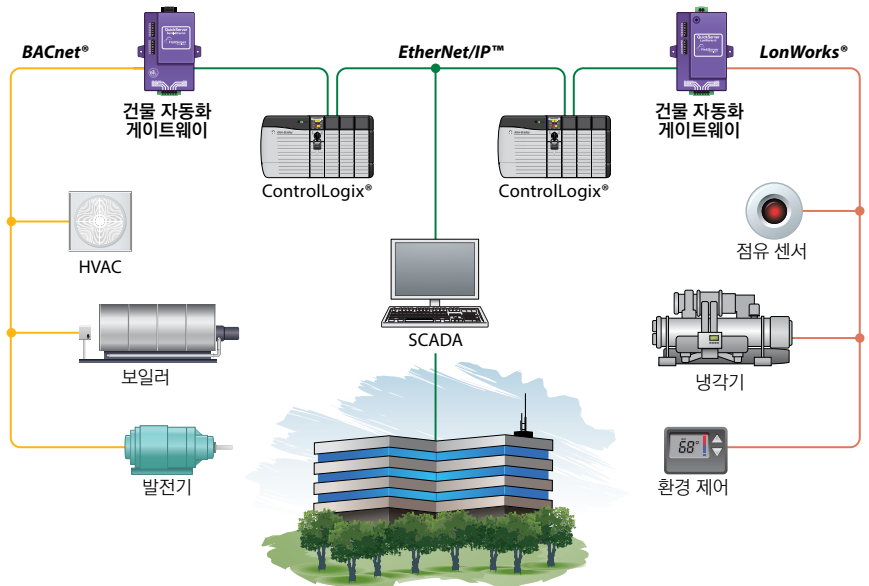 BACnet®
EtherNet/IP™
LonWorks®
QuickServer
QuickServer
건물 자동화
게이트웨이
건물 자동화
게이트웨이
ControlLogix®
ControlLogix®
HVAC
점유 센서
SCADA
보일러
냉각기
68°
발전기
환경 제어